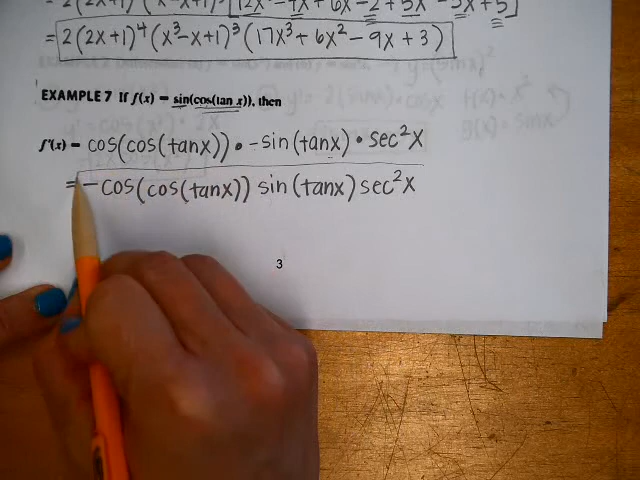 = 2(2x+1)⁴(x³-x+1)³(17x³+6x²-9x+3)
EXAMPLE 7 If f(x) = sin(cos(tan x)), then
f'(x) = cos(cos(tanx)) • -sin(tanx) • sec²x
= -cos(cos(tanx)) sin(tanx) sec²x
3